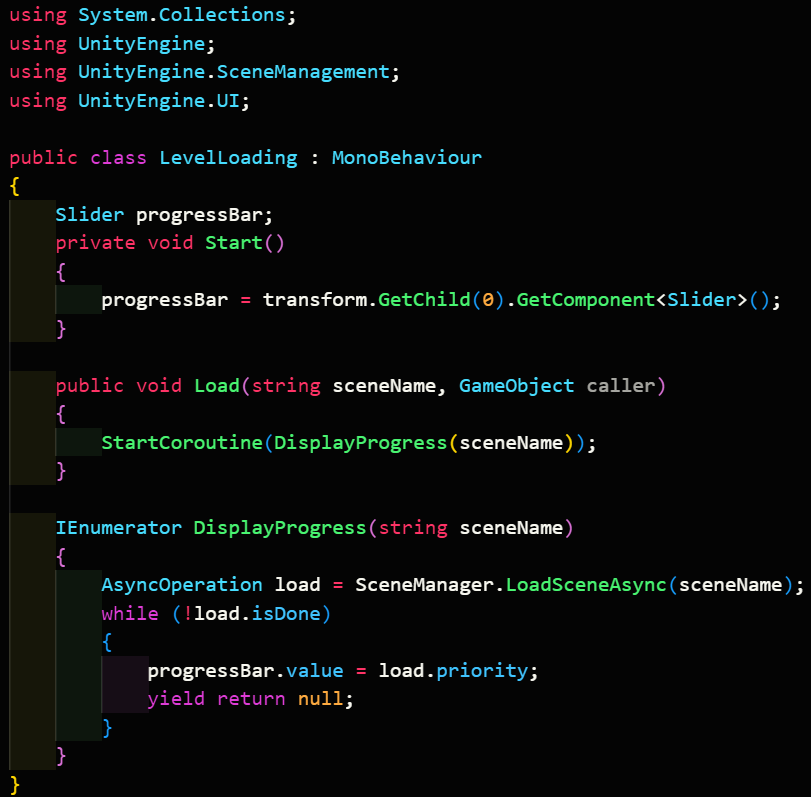 using System.Collections;
using UnityEngine;
using UnityEngine.SceneManagement;
using UnityEngine.UI;

public class LevelLoading : MonoBehaviour
{
    Slider progressBar;
    private void Start()
    {
        progressBar = transform.GetChild(0).GetComponent<Slider>();
    }

    public void Load(string sceneName, GameObject caller)
    {
        StartCoroutine(DisplayProgress(sceneName));
    }

    IEnumerator DisplayProgress(string sceneName)
    {
        AsyncOperation load = SceneManager.LoadSceneAsync(sceneName);
        while (!load.isDone)
        {
            progressBar.value = load.priority;
            yield return null;
        }
    }
}